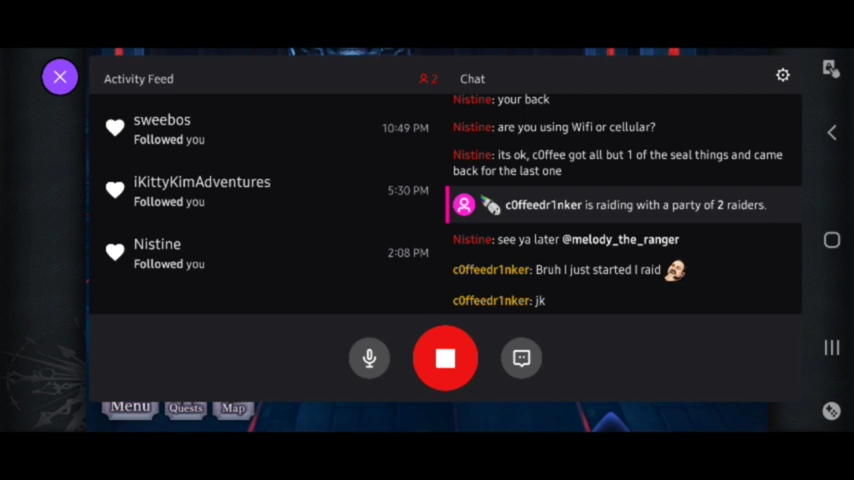 Activity Feed
2
Chat
sweebos
Followed you
10:49 PM
iKittyKimAdventures
Followed you
5:30 PM
Nistine
Followed you
2:08 PM
Nistine: your back
Nistine: are you using Wifi or cellular?
Nistine: its ok, c0ffee got all but 1 of the seal things and came
back for the last one
c0ffeedr1nker is raiding with a party of 2 raiders.
Nistine: see ya later @melody_the_ranger
c0ffeedr1nker: Bruh I just started I raid
c0ffeedr1nker: jk
Menu
Quests
Map